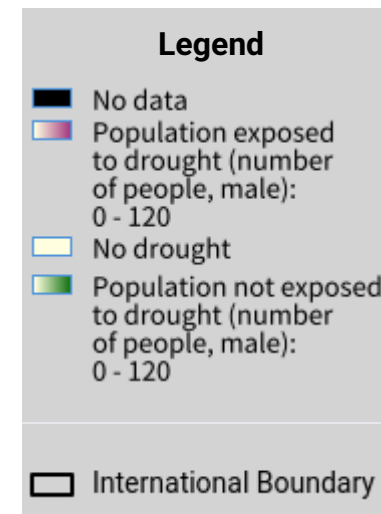 Legend
No data
Population exposed
to drought (number
of people, male):
0 - 120
No drought
Population not exposed
to drought (number
of people, male):
0 - 120
International Boundary